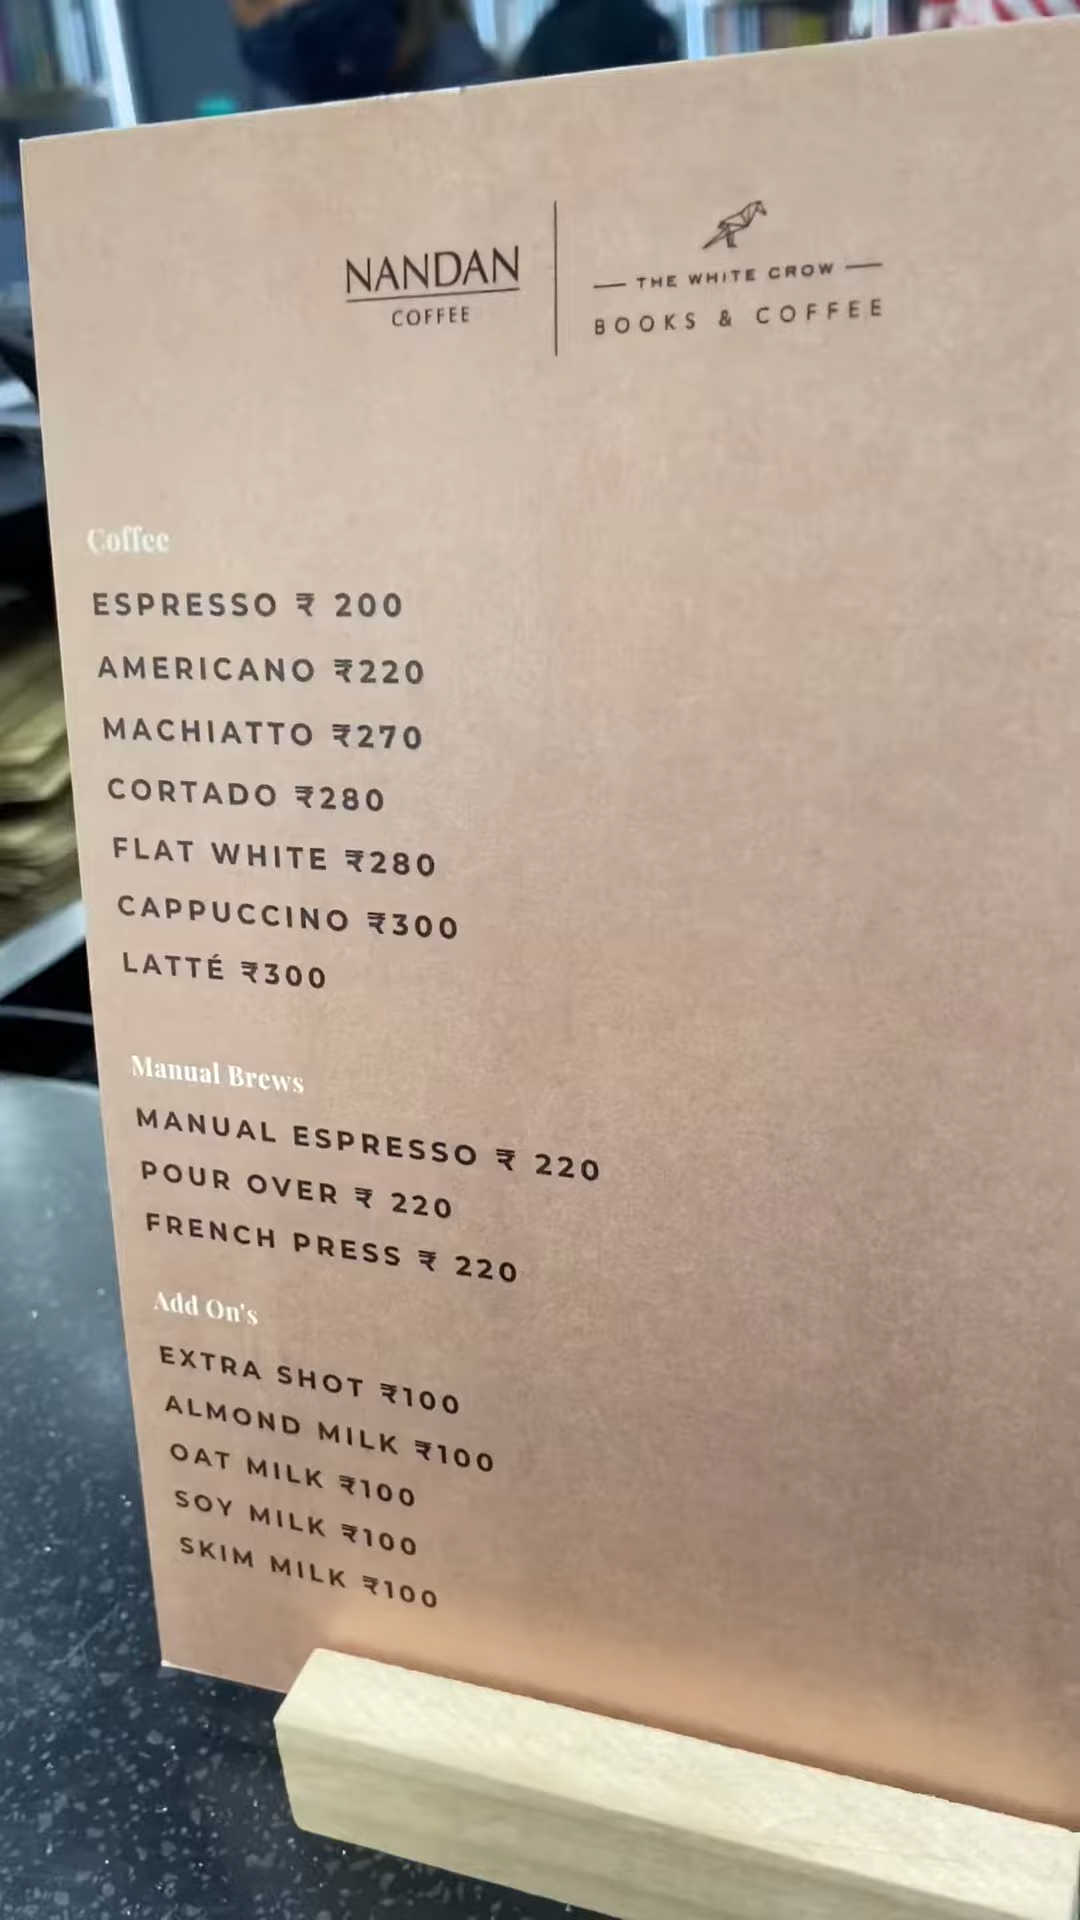 NANDAN
COFFEE
THE WHITE CROW
BOOKS & COFFEE
Coffee
ESPRESSO ₹ 200
AMERICANO ₹220
MACHIATTO ₹270
CORTADO ₹280
FLAT WHITE ₹280
CAPPUCCINO ₹300
LATTÉ ₹300
Manual Brews
MANUAL ESPRESSO ₹ 220
POUR OVER ₹ 220
FRENCH PRESS ₹ 220
Add On's
EXTRA SHOT ₹100
ALMOND MILK ₹100
OAT MILK ₹100
SOY MILK ₹100
SKIM MILK ₹100